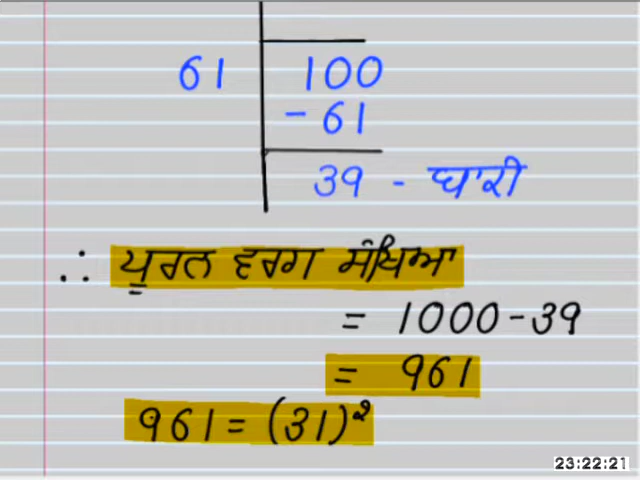 61 100
- 61
39 - ਬਾਕੀ
∴ ਪੂਰਨ ਵਰਗ ਸੰਖਿਆ
= 1000-39
= 961
961 = (31)²
23:22:21